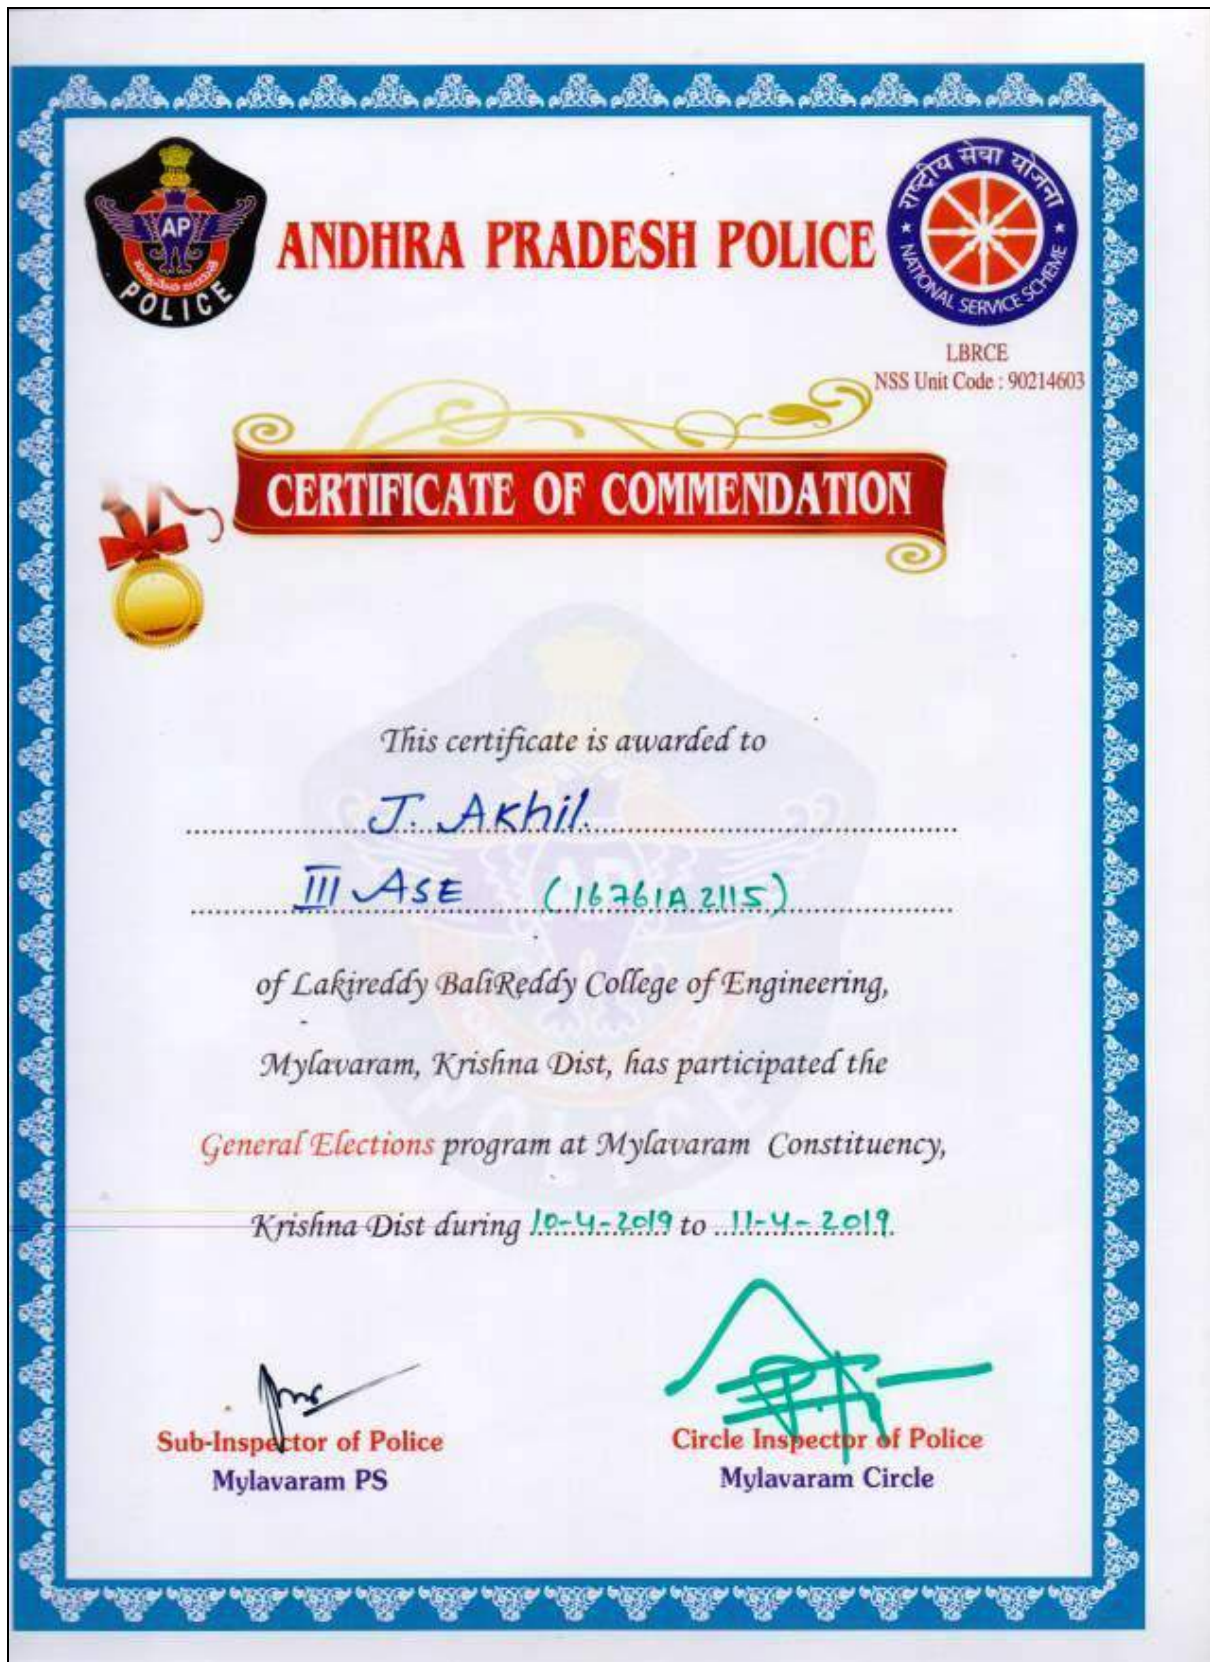 AP
POLICE
ANDHRA PRADESH POLICE
राष्ट्रीय सेवा योजना
NATIONAL SERVICE SCHEME
LBRCE
NSS Unit Code : 90214603
CERTIFICATE OF COMMENDATION
This certificate is awarded to
J. Akhil.
III ASE (16761A2115)
of Lakireddy BaliReddy College of Engineering,
Mylavaram, Krishna Dist, has participated the
General Elections program at Mylavaram Constituency,
Krishna Dist during 10-4-2019 to 11-4-2019
Sub-Inspector of Police
Mylavaram PS
Circle Inspector of Police
Mylavaram Circle